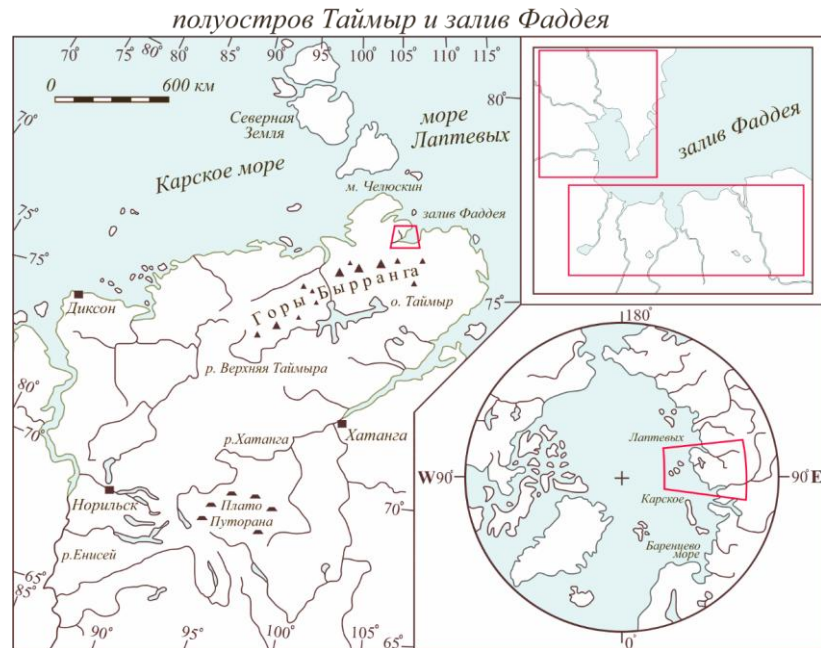 полуостров Таймыр и залив Фаддея
70° 75° 80° 85° 90° 95° 100° 105° 110° 115°
0 600 км
80°
Северная
Земля
море
Лаптевых
70°
Карское море
м. Челюскин
залив Фаддея
75°
75°
Диксон
Горы Бырранга
о. Таймыр
75°
р. Верхняя Таймыра
80°
70°
р.Хатанга
Хатанга
Норильск
Плато
Путорана
70°
р.Енисей
65°
85°
90° 95° 100° 105° 65°
залив Фаддея
180°
Лаптевых
W 90° 90° E
Карское
Баренцево
море
0°